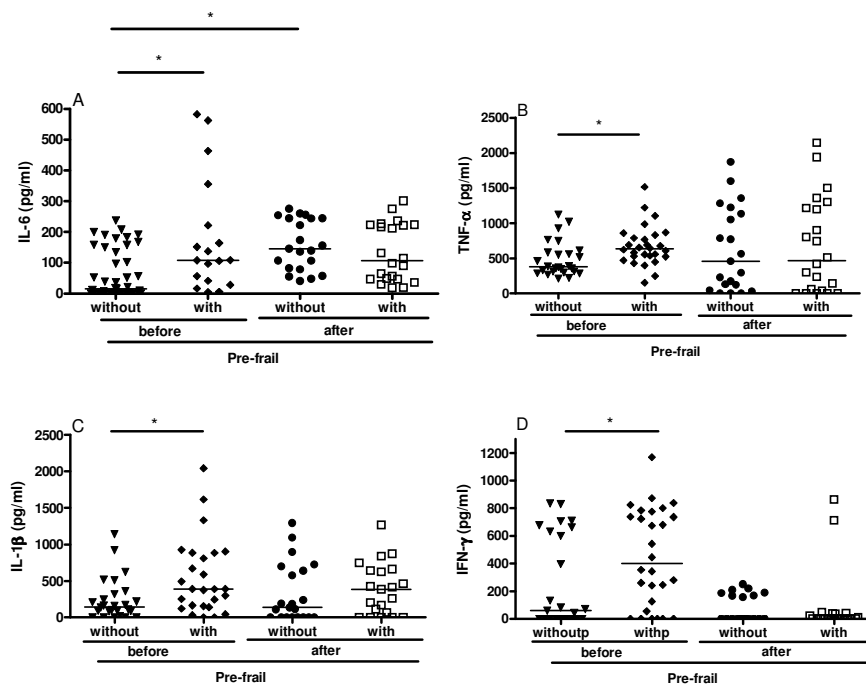 *
*
A
600
500
400
300
200
100
0
IL-6 (pg/ml)
without with without with
before after
Pre-frail
B
*
2500
2000
1500
1000
500
0
TNF-α (pg/ml)
without with without with
before after
Pre-frail
C
*
2500
2000
1500
1000
500
0
IL-1β (pg/ml)
without with without with
before after
Pre-frail
D
*
1200
1000
800
600
400
200
0
IFN-γ (pg/ml)
withoutp withp without with
before after
Pre-frail